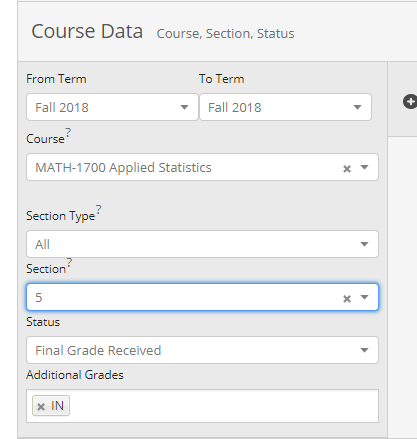 Course Data Course, Section, Status
From Term To Term
Fall 2018 Fall 2018
Course?
MATH-1700 Applied Statistics
Section Type?
All
Section?
5
Status
Final Grade Received
Additional Grades
IN